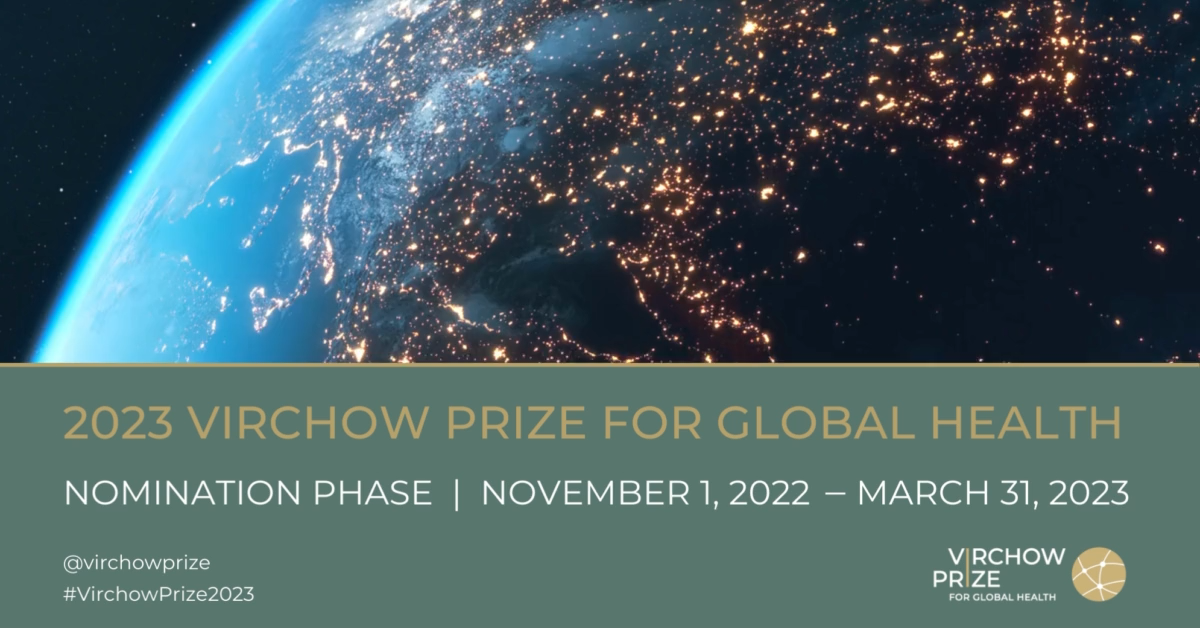 2023 VIRCHOW PRIZE FOR GLOBAL HEALTH
NOMINATION PHASE | NOVEMBER 1, 2022 – MARCH 31, 2023
@virchowprize
#VirchowPrize2023
VIRCHOW
PRIZE
FOR GLOBAL HEALTH